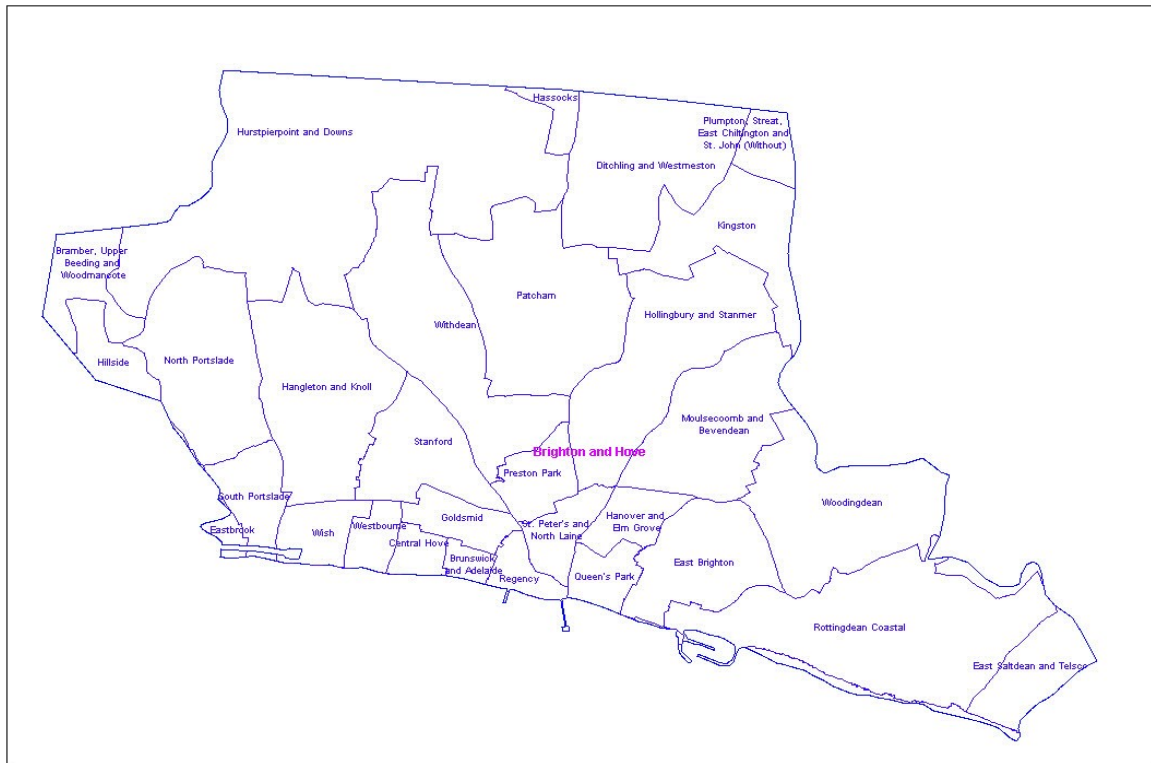 Hassocks
Plumpton, Streat,
East Chiltington and
St. John (Without)
Hurstpierpoint and Downs
Ditchling and Westmeston
Kingston
Bramber, Upper
Beeding and
Woodmancote
Patcham
Hollingbury and Stanmer
Withdean
Hillside
North Portslade
Hangleton and Knoll
Moulsecoomb and
Bevendean
Stanford
Brighton and Hove
Preston Park
South Portslade
Woodingdean
Goldsmid
Hanover and
Elm Grove
St. Peter's and
North Laine
Eastbrook
Wish
Westbourne
Central Hove
Brunswick
and Adelaide
East Brighton
Regency
Queen's Park
Rottingdean Coastal
East Saltdean and Telsco